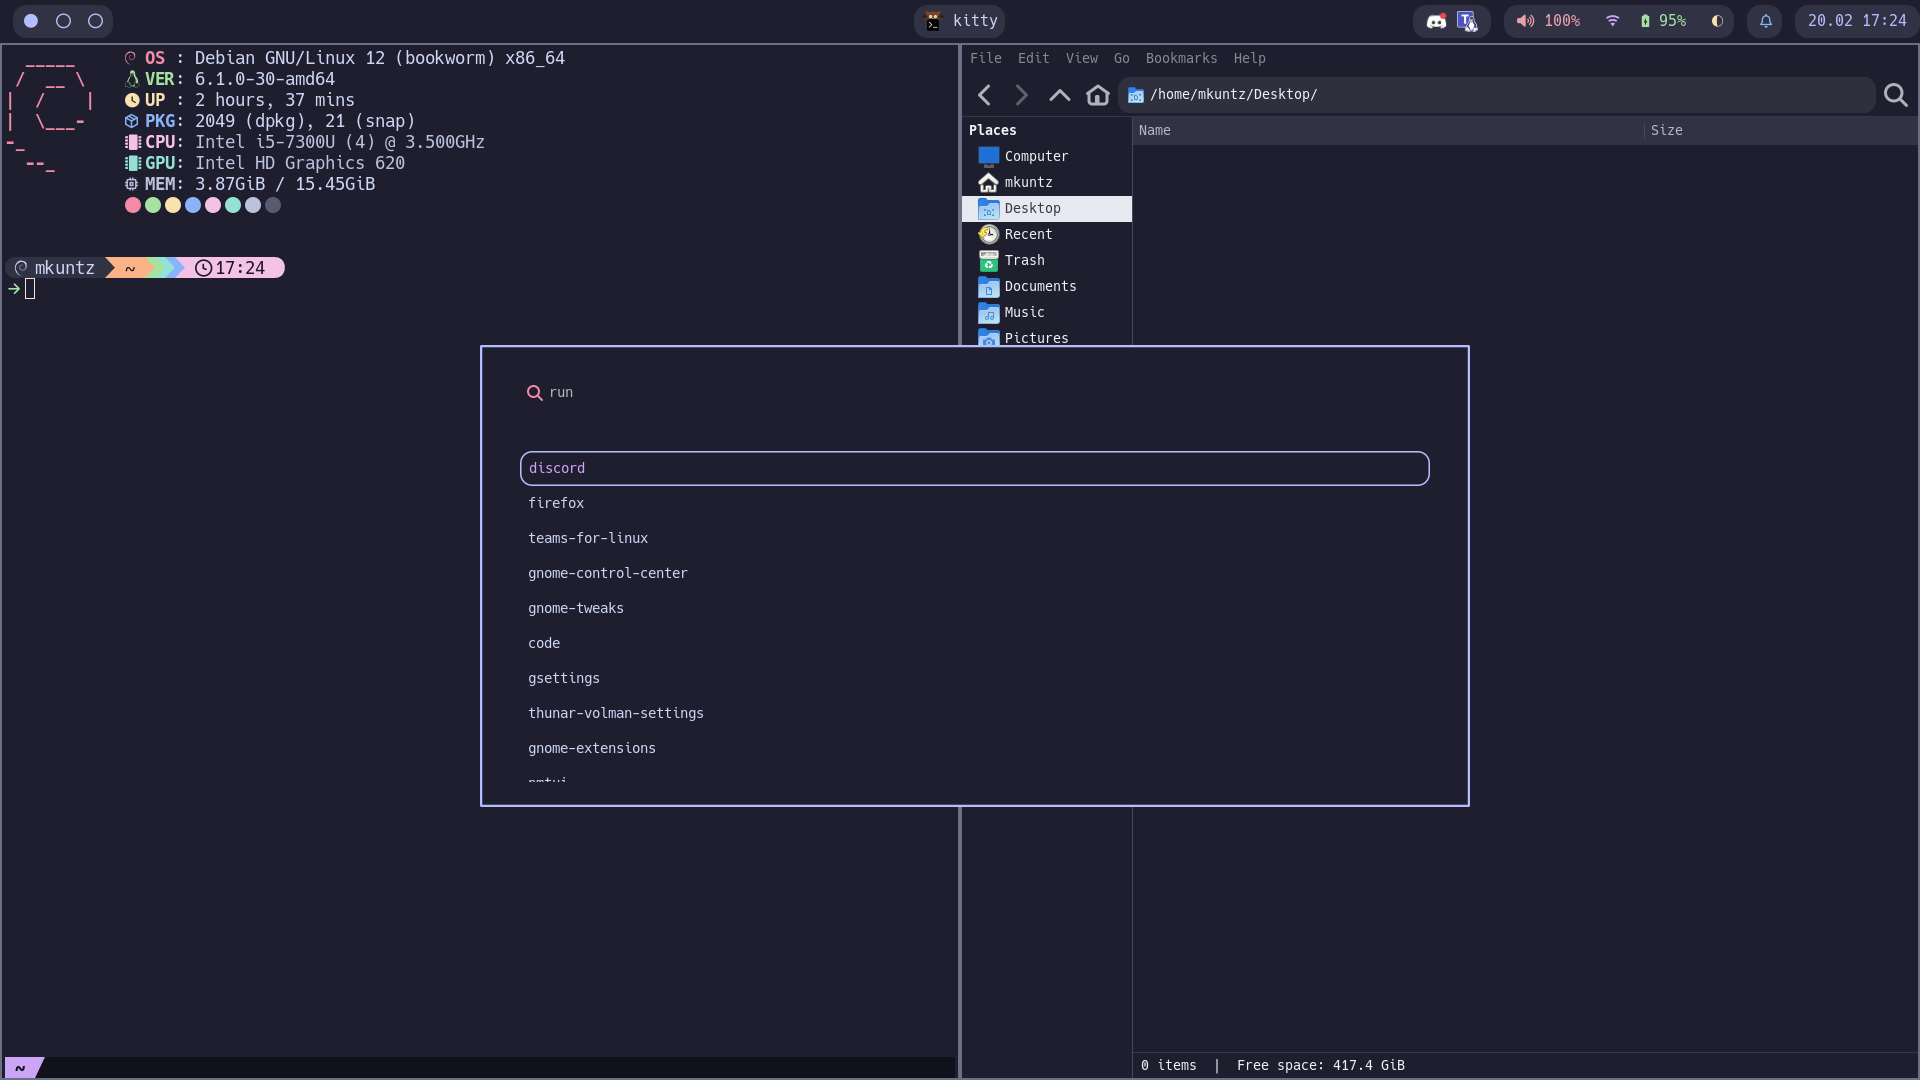 kitty
100%
95%
20.02 17:24
OS : Debian GNU/Linux 12 (bookworm) x86_64
VER: 6.1.0-30-amd64
UP : 2 hours, 37 mins
PKG: 2049 (dpkg), 21 (snap)
CPU: Intel i5-7300U (4) @ 3.500GHz
GPU: Intel HD Graphics 620
MEM: 3.87GiB / 15.45GiB
mkuntz ~ 17:24
File Edit View Go Bookmarks Help
/home/mkuntz/Desktop/
Places
Name Size
Computer
mkuntz
Desktop
Recent
Trash
Documents
Music
Pictures
run
discord
firefox
teams-for-linux
gnome-control-center
gnome-tweaks
code
gsettings
thunar-volman-settings
gnome-extensions
~
0 items | Free space: 417.4 GiB